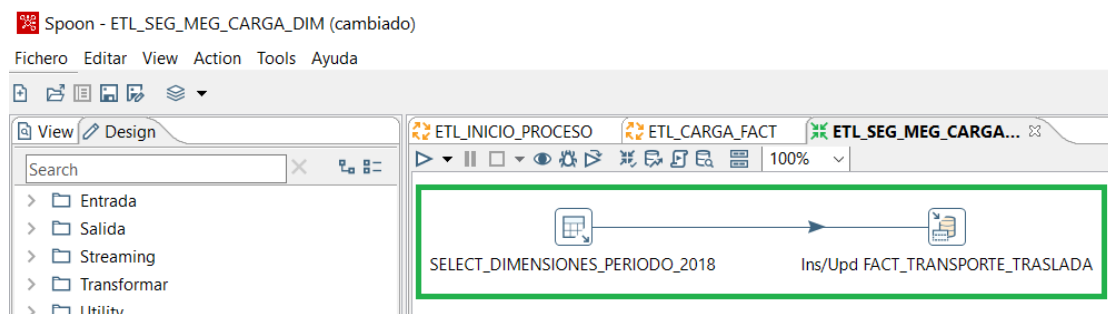 Spoon - ETL_SEG_MEG_CARGA_DIM (cambiado)
Fichero Editar View Action Tools Ayuda
View Design
ETL_INICIO_PROCESO ETL_CARGA_FACT ETL_SEG_MEG_CARGA...
Search
100%
Entrada
Salida
Streaming
Transformar
Utility
SELECT_DIMENSIONES_PERIODO_2018 Ins/Upd FACT_TRANSPORTE_TRASLADA